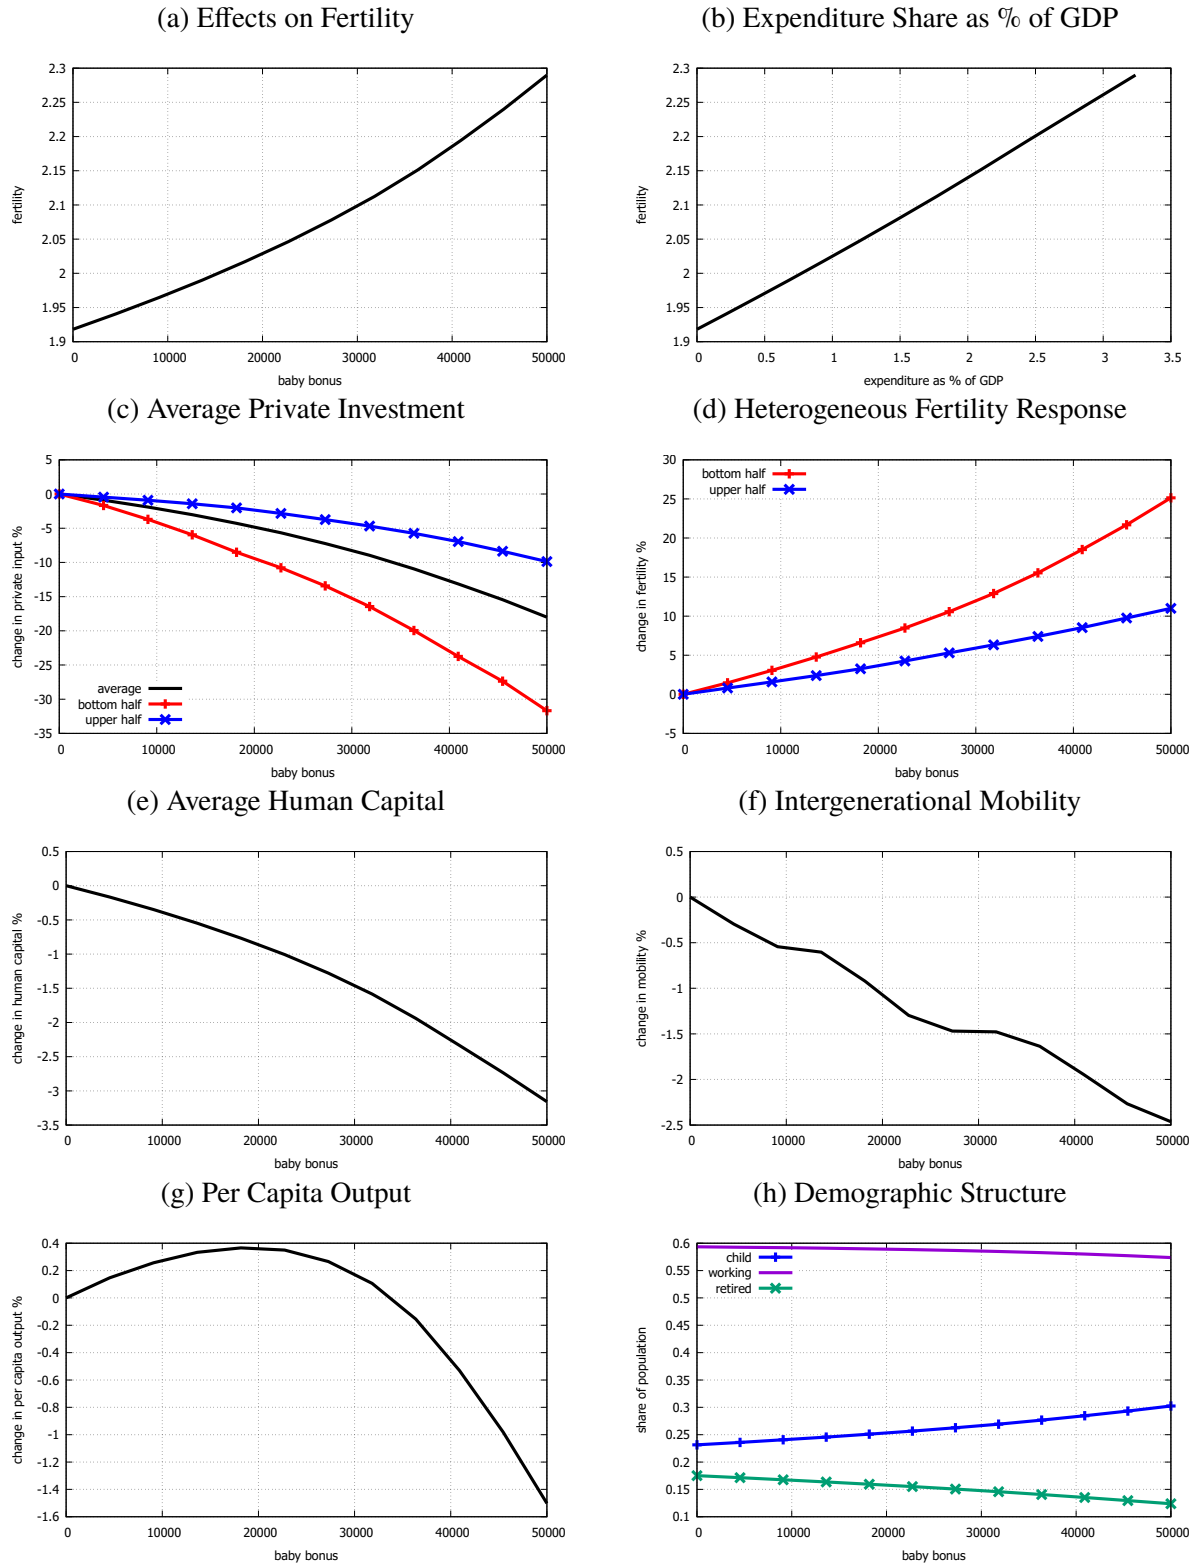 (a) Effects on Fertility
2.3
2.25
2.2
2.15
2.1
2.05
2
1.95
1.9
fertility
0 10000 20000 30000 40000 50000
baby bonus
(b) Expenditure Share as % of GDP
2.3
2.25
2.2
2.15
2.1
2.05
2
1.95
1.9
fertility
0 0.5 1 1.5 2 2.5 3 3.5
expenditure as % of GDP
(c) Average Private Investment
5
0
-5
-10
-15
-20
-25
-30
-35
change in private input %
average
bottom half
upper half
0 10000 20000 30000 40000 50000
baby bonus
(d) Heterogeneous Fertility Response
30
25
20
15
10
5
0
-5
change in fertility %
bottom half
upper half
0 10000 20000 30000 40000 50000
baby bonus
(e) Average Human Capital
0.5
0
-0.5
-1
-1.5
-2
-2.5
-3
-3.5
change in human capital %
0 10000 20000 30000 40000 50000
baby bonus
(f) Intergenerational Mobility
0.5
0
-0.5
-1
-1.5
-2
-2.5
change in mobility %
0 10000 20000 30000 40000 50000
baby bonus
(g) Per Capita Output
0.4
0.2
0
-0.2
-0.4
-0.6
-0.8
-1
-1.2
-1.4
-1.6
change in per capita output %
0 10000 20000 30000 40000 50000
baby bonus
(h) Demographic Structure
0.6
0.55
0.5
0.45
0.4
0.35
0.3
0.25
0.2
0.15
0.1
share of population
child
working
retired
0 10000 20000 30000 40000 50000
baby bonus